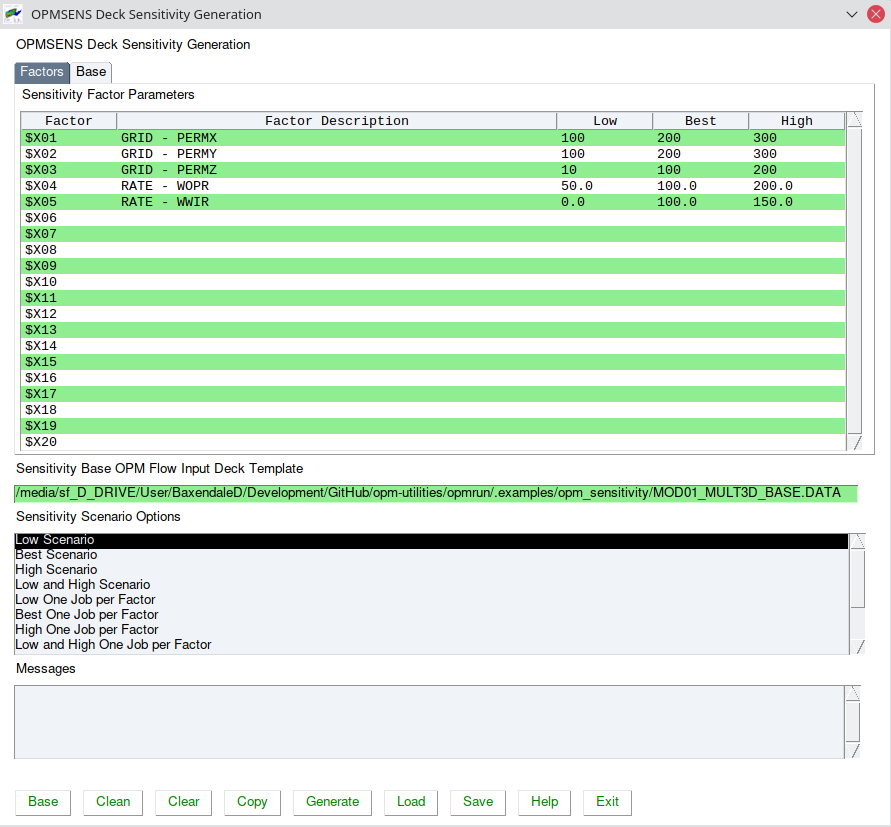 OPMSENS Deck Sensitivity Generation
OPMSENS Deck Sensitivity Generation
Factors Base
Sensitivity Factor Parameters
Factor Factor Description Low Best High
$X01 GRID - PERMX 100 200 300
$X02 GRID - PERMY 100 200 300
$X03 GRID - PERMZ 10 100 200
$X04 RATE - WOPR 50.0 100.0 200.0
$X05 RATE - WWIR 0.0 100.0 150.0
$X06
$X07
$X08
$X09
$X10
$X11
$X12
$X13
$X14
$X15
$X16
$X17
$X18
$X19
$X20
Sensitivity Base OPM Flow Input Deck Template
/media/sf_D_DRIVE/User/BaxendaleD/Development/GitHub/opm-utilities/opmrun/.examples/opm_sensitivity/MOD01_MULT3D_BASE.DATA
Sensitivity Scenario Options
Low Scenario
Best Scenario
High Scenario
Low and High Scenario
Low One Job per Factor
Best One Job per Factor
High One Job per Factor
Low and High One Job per Factor
Messages
Base Clean Clear Copy Generate Load Save Help Exit